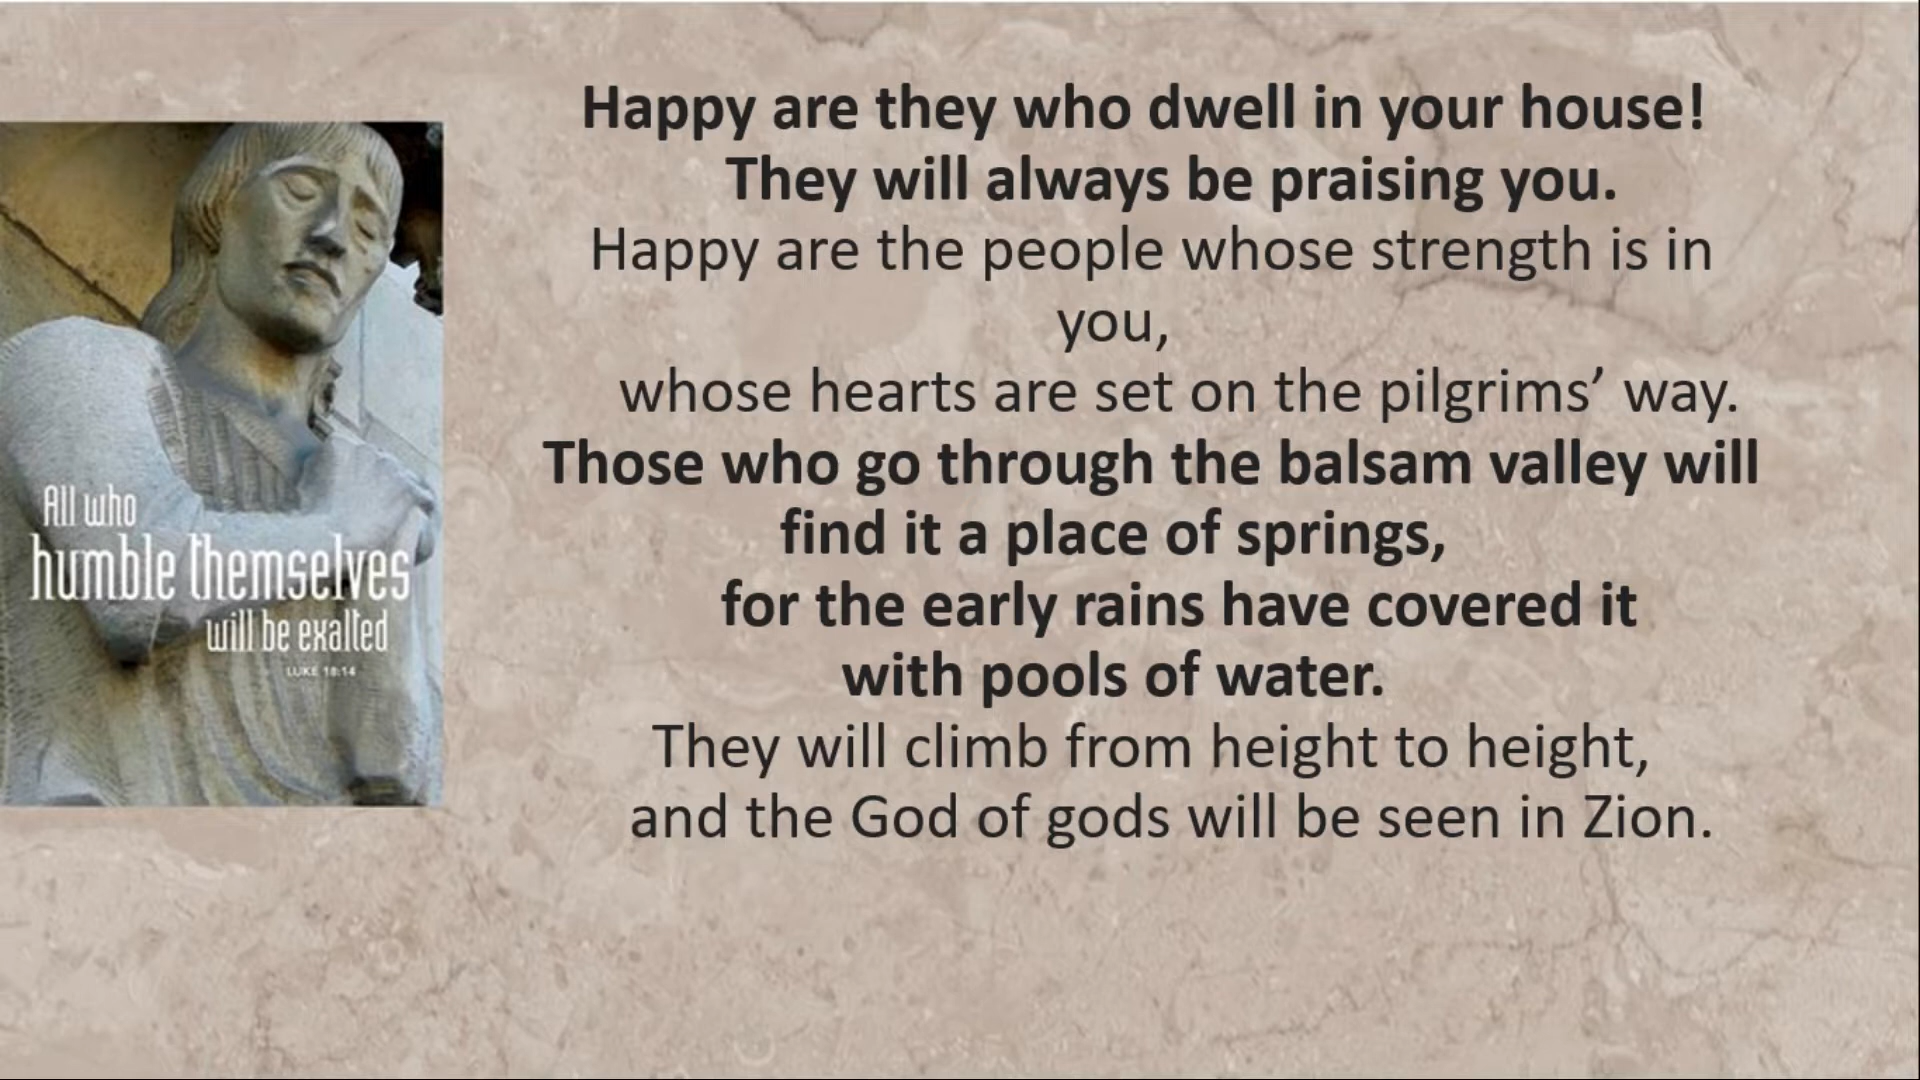 All who
humble themselves
will be exalted
LUKE 18:14
Happy are they who dwell in your house!
They will always be praising you.
Happy are the people whose strength is in
you,
whose hearts are set on the pilgrims’ way.
Those who go through the balsam valley will
find it a place of springs,
for the early rains have covered it
with pools of water.
They will climb from height to height,
and the God of gods will be seen in Zion.